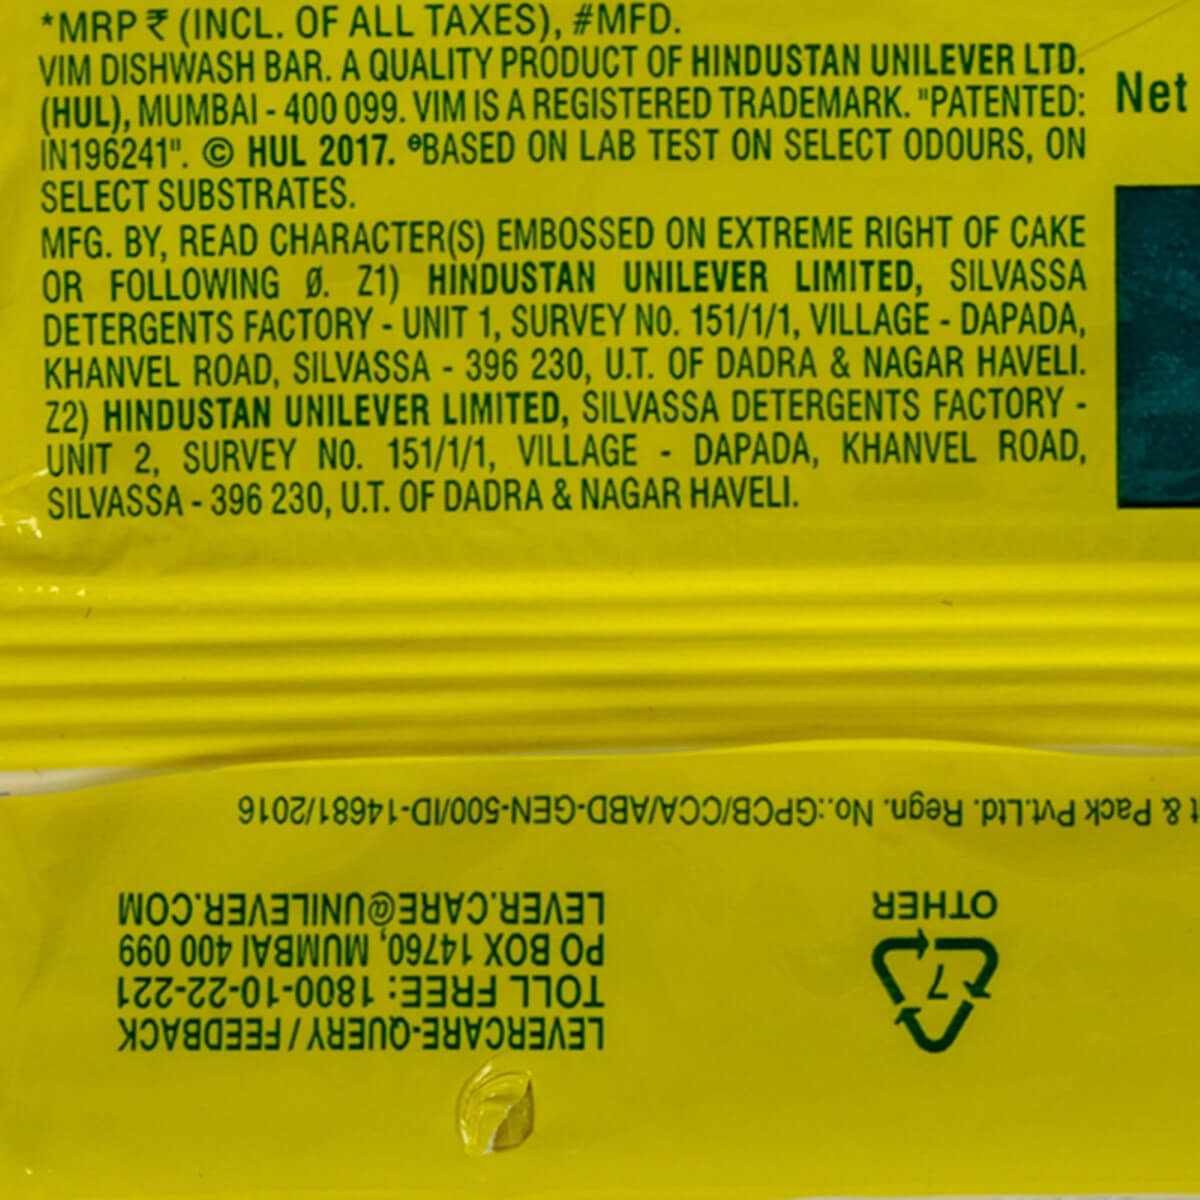 *MRP ₹ (INCL. OF ALL TAXES), #MFD.
VIM DISHWASH BAR. A QUALITY PRODUCT OF HINDUSTAN UNILEVER LTD.
(HUL), MUMBAI - 400 099. VIM IS A REGISTERED TRADEMARK. "PATENTED:
IN196241". © HUL 2017. BASED ON LAB TEST ON SELECT ODOURS, ON
SELECT SUBSTRATES.
MFG. BY, READ CHARACTER(S) EMBOSSED ON EXTREME RIGHT OF CAKE
OR FOLLOWING Ø. Z1) HINDUSTAN UNILEVER LIMITED, SILVASSA
DETERGENTS FACTORY - UNIT 1, SURVEY NO. 151/1/1, VILLAGE - DAPADA,
KHANVEL ROAD, SILVASSA - 396 230, U.T. OF DADRA & NAGAR HAVELI.
Z2) HINDUSTAN UNILEVER LIMITED, SILVASSA DETERGENTS FACTORY -
UNIT 2, SURVEY NO. 151/1/1, VILLAGE - DAPADA, KHANVEL ROAD,
SILVASSA - 396 230, U.T. OF DADRA & NAGAR HAVELI.
Net
LEVERCARE-QUERY / FEEDBACK
TOLL FREE: 1800-10-22-221
PO BOX 14760, MUMBAI 400 099
LEVER.CARE@UNILEVER.COM
7
OTHER
t & Pack Pvt.Ltd. Regn. No.:GPCB/CCA/ABD-GEN-500/ID-14681/2016